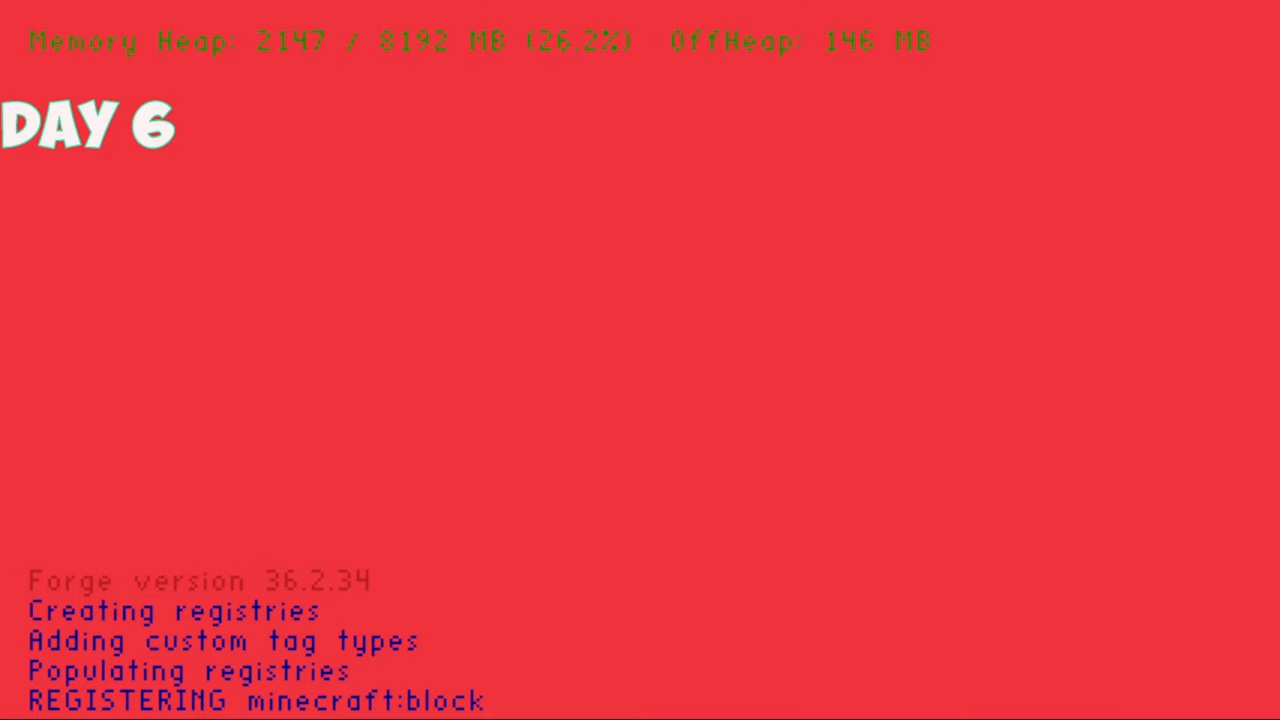 Memory Heap: 2147 / 8192 MB (26.2%) OffHeap: 146 MB
DAY 6
Forge version 36.2.34
Creating registries
Adding custom tag types
Populating registries
REGISTERING minecraft:block